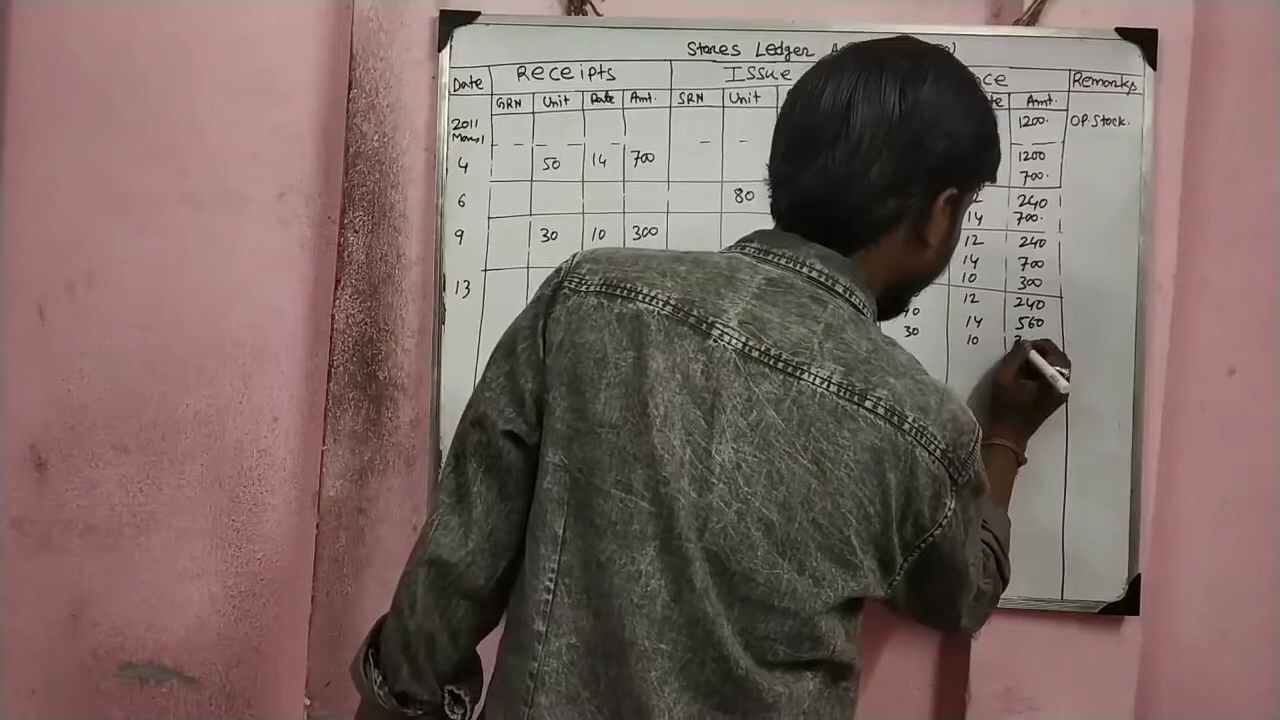 Stores Ledger
Date Receipts Issue Remarks
GRN Unit Rate Amt. SRN Unit Amt.
2011 1200. OP. Stock.
- - - - - - -
4 50 14 700 1200
700.
6 80 240
14 700.
9 30 10 300 12 240
14 700
10 300
13 12 240
14 560
30 10